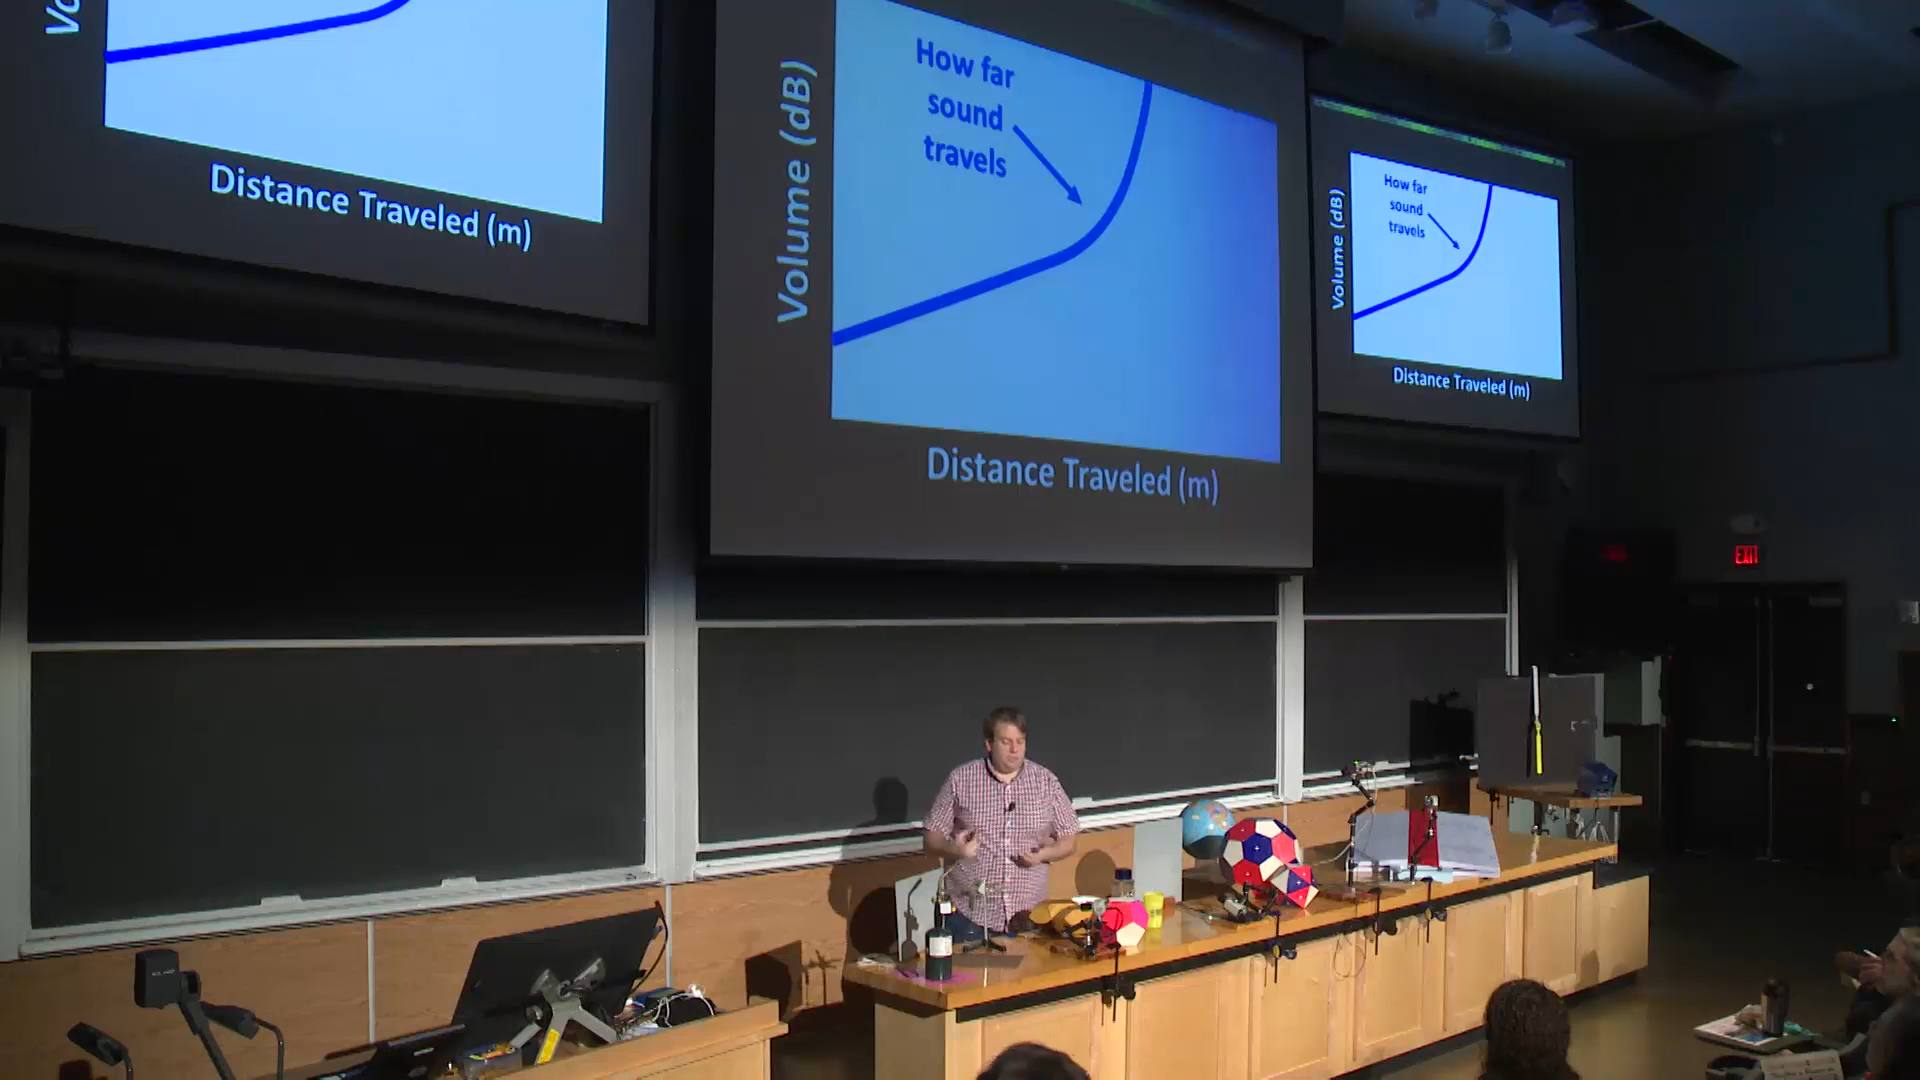 Vo
Distance Traveled (m)
How far
sound
travels
Volume (dB)
Distance Traveled (m)
How far
sound
travels
Volume (dB)
Distance Traveled (m)
EXIT